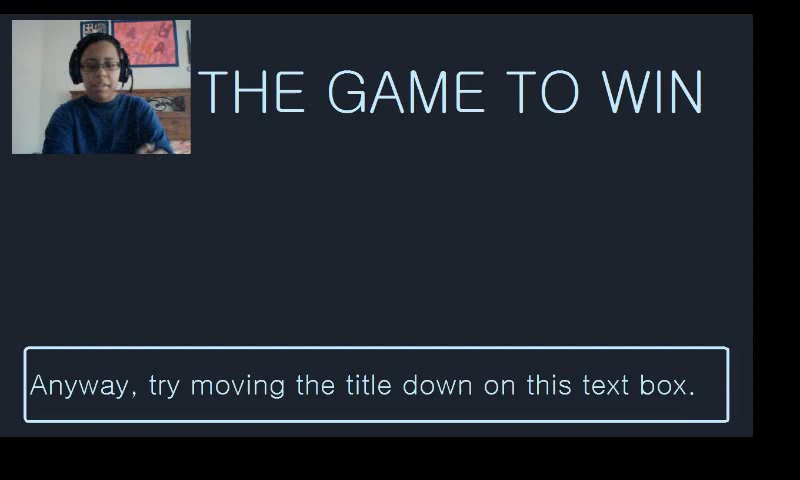 THE GAME TO WIN
Anyway, try moving the title down on this text box.